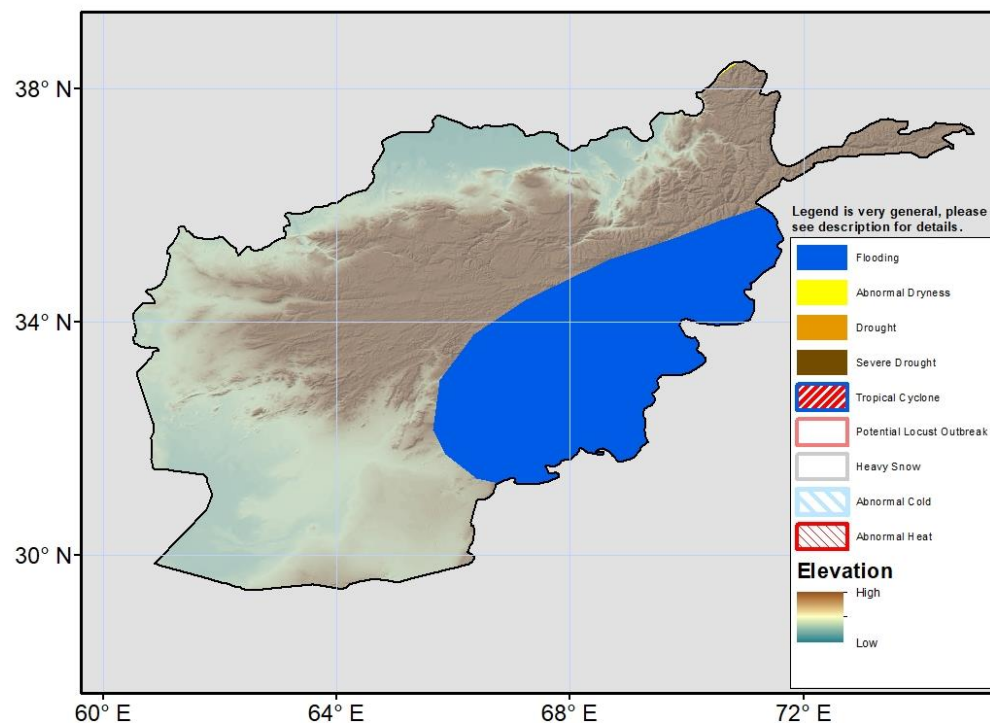 38° N
34° N
30° N
60° E
64° E
68° E
72° E
Legend is very general, please
see description for details.
Flooding
Abnormal Dryness
Drought
Severe Drought
Tropical Cyclone
Potential Locust Outbreak
Heavy Snow
Abnormal Cold
Abnormal Heat
Elevation
High
Low